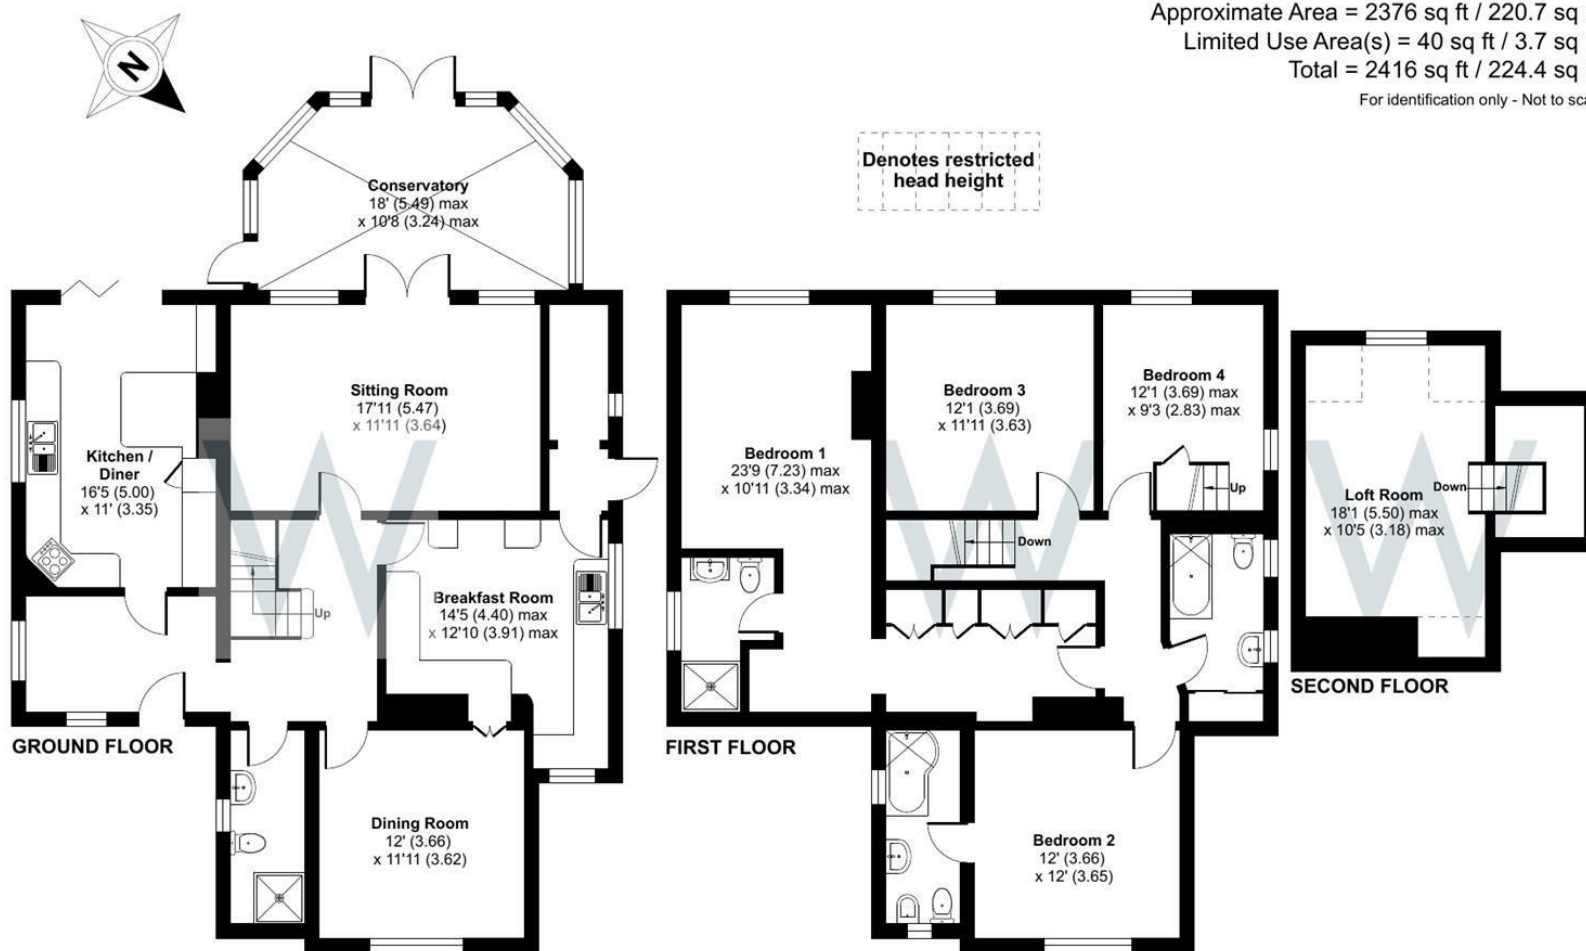 Approximate Area = 2376 sq ft / 220.7 sq
Limited Use Area(s) = 40 sq ft / 3.7 sq
Total = 2416 sq ft / 224.4 sq
For identification only - Not to
N
Denotes restricted
head height
Conservatory
18' (5.49) max
x 10'8 (3.24) max
Sitting Room
17'11 (5.47)
x 11'11 (3.64)
Kitchen /
Diner
16'5 (5.00)
x 11' (3.35)
Breakfast Room
14'5 (4.40) max
x 12'10 (3.91) max
Up
GROUND FLOOR
Dining Room
12' (3.66)
x 11'11 (3.62)
Bedroom 1
23'9 (7.23) max
x 10'11 (3.34) max
Bedroom 3
12'1 (3.69)
x 11'11 (3.63)
Bedroom 4
12'1 (3.69) max
x 9'3 (2.83) max
Up
Down
FIRST FLOOR
Bedroom 2
12' (3.66)
x 12' (3.65)
Loft Room
18'1 (5.50) max
x 10'5 (3.18) max
Down
SECOND FLOOR
W
W